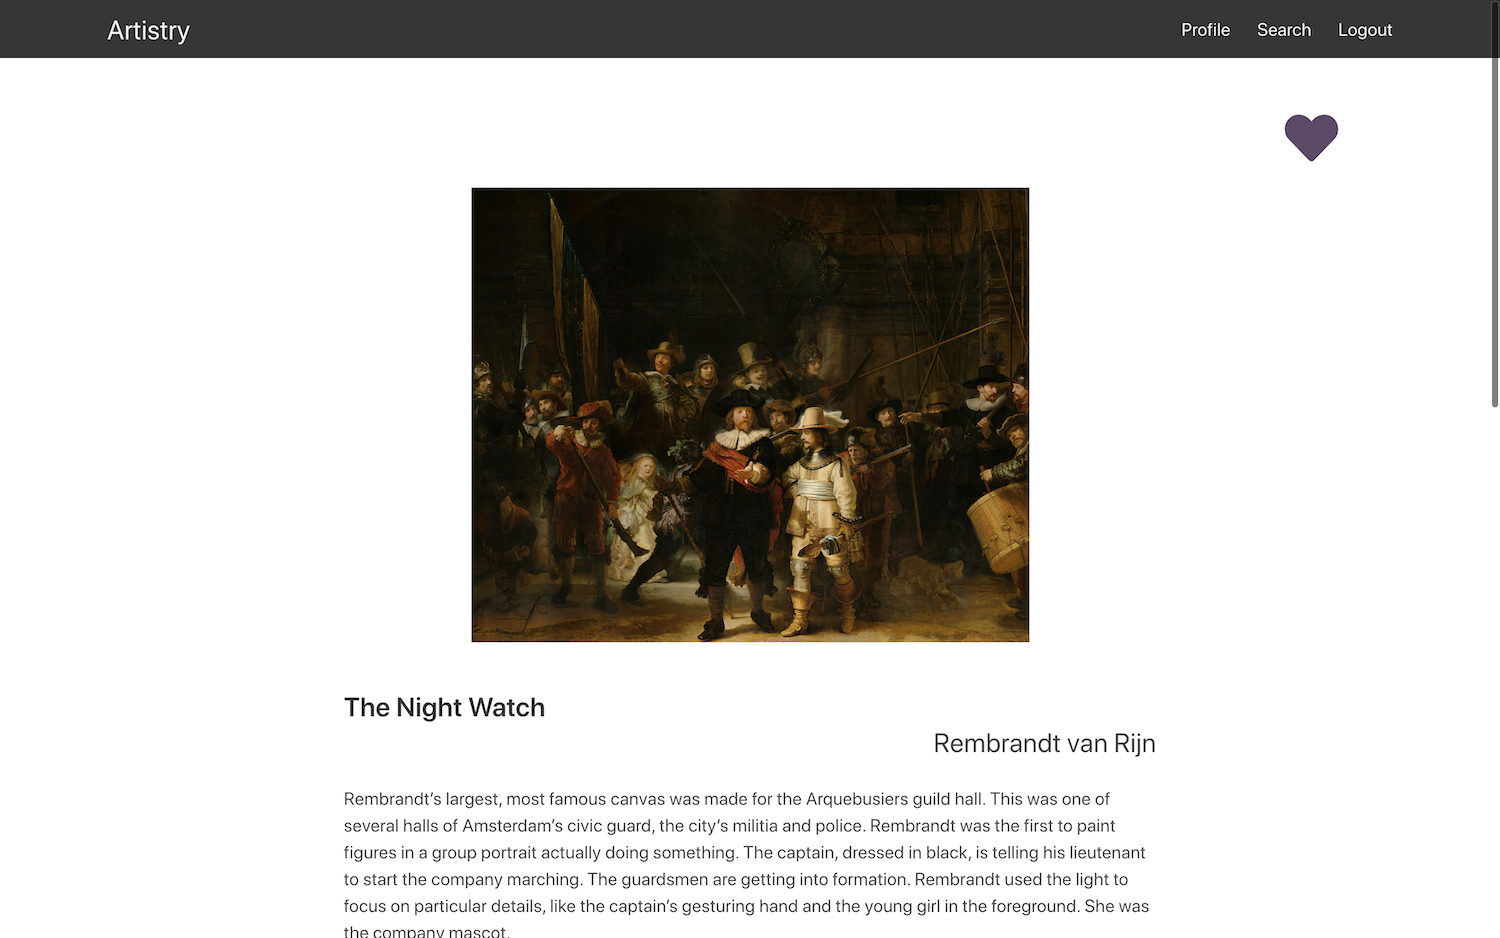 Artistry
Profile Search Logout
The Night Watch
Rembrandt van Rijn
Rembrandt’s largest, most famous canvas was made for the Arquebusiers guild hall. This was one of
several halls of Amsterdam’s civic guard, the city’s militia and police. Rembrandt was the first to paint
figures in a group portrait actually doing something. The captain, dressed in black, is telling his lieutenant
to start the company marching. The guardsmen are getting into formation. Rembrandt used the light to
focus on particular details, like the captain’s gesturing hand and the young girl in the foreground. She was
the company mascot.